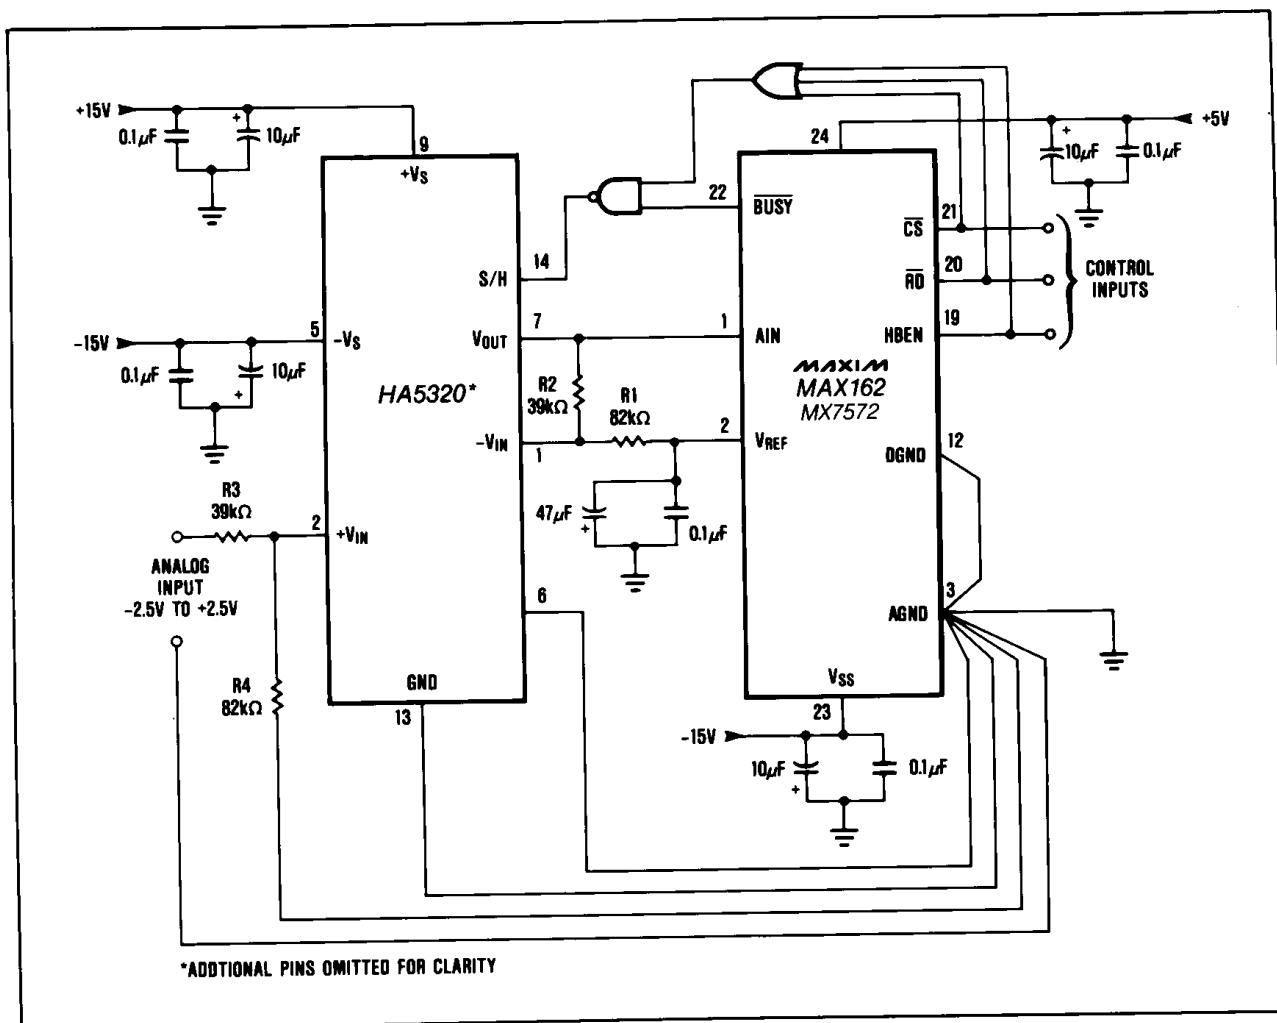 +15V
0.1µF
+
10µF
9
+VS
24
+
10µF
0.1µF
+5V
22
BUSY
CS
21
RD
20
HBEN
19
CONTROL
INPUTS
14
S/H
7
VOUT
1
AIN
-15V
5
-VS
0.1µF
10µF
+
HA5320*
R2
39kΩ
R1
82kΩ
MAXIM
MAX162
MX7572
-VIN
1
2
VREF
12
DGND
R3
39kΩ
2
+VIN
47µF
+
0.1µF
ANALOG
INPUT
-2.5V TO +2.5V
6
3
AGND
R4
82kΩ
GND
13
VSS
23
-15V
10µF
+
0.1µF
*ADDTIONAL PINS OMITTED FOR CLARITY